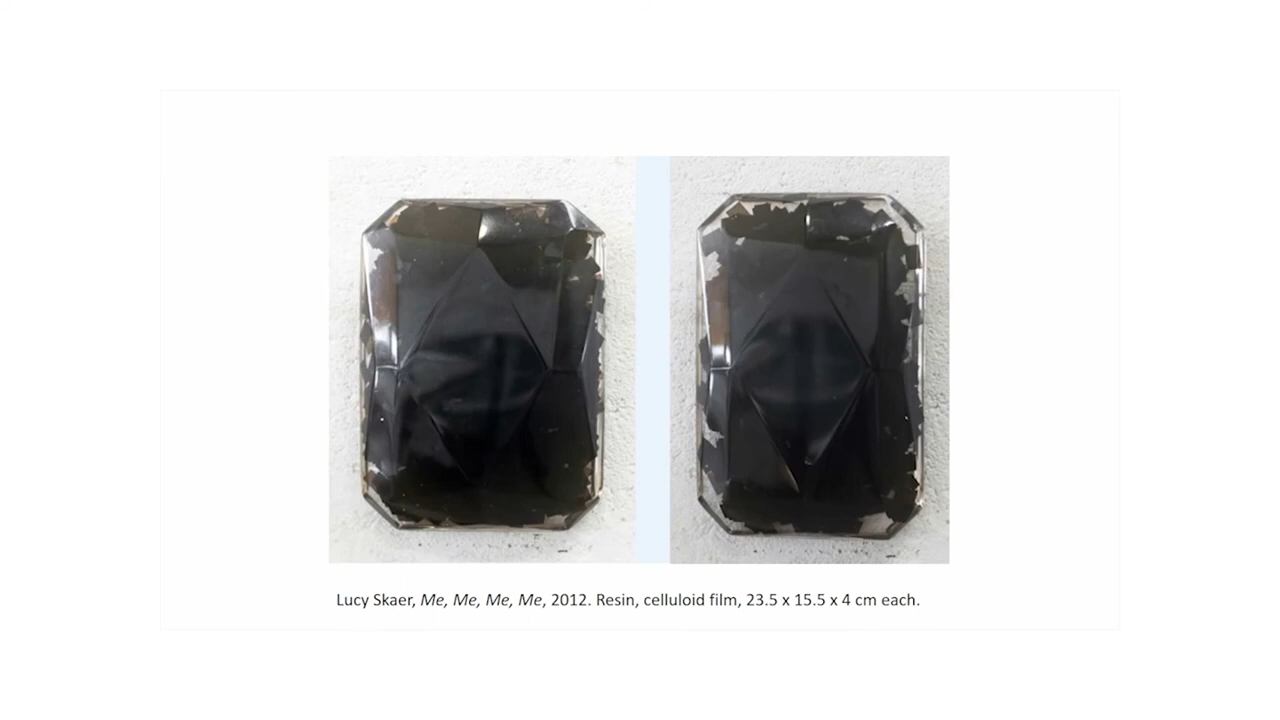 Lucy Skaer, Me, Me, Me, Me, 2012. Resin, celluloid film, 23.5 x 15.5 x 4 cm each.